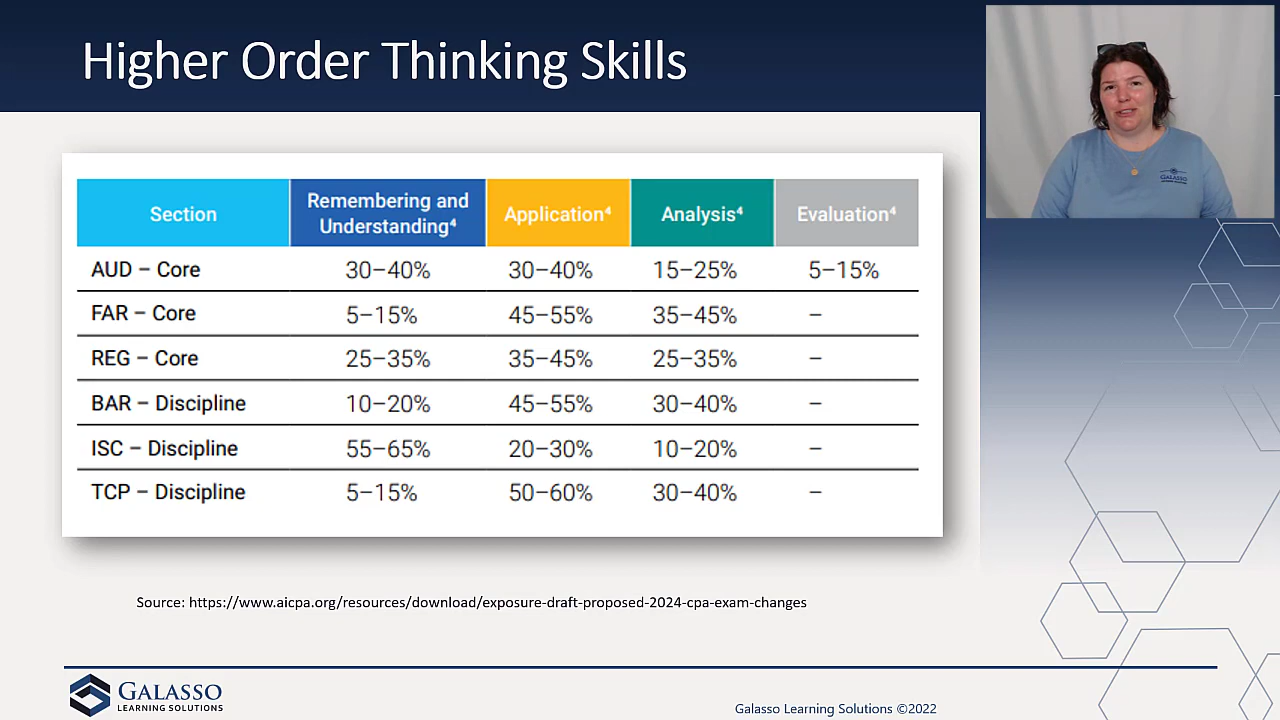 Higher Order Thinking Skills
Section Remembering and Understanding⁴ Application⁴ Analysis⁴ Evaluation⁴
AUD – Core 30–40% 30–40% 15–25% 5–15%
FAR – Core 5–15% 45–55% 35–45% –
REG – Core 25–35% 35–45% 25–35% –
BAR – Discipline 10–20% 45–55% 30–40% –
ISC – Discipline 55–65% 20–30% 10–20% –
TCP – Discipline 5–15% 50–60% 30–40% –
Source: https://www.aicpa.org/resources/download/exposure-draft-proposed-2024-cpa-exam-changes
GALASSO
LEARNING SOLUTIONS
Galasso Learning Solutions ©2022
GALASSO
LEARNING SOLUTIONS